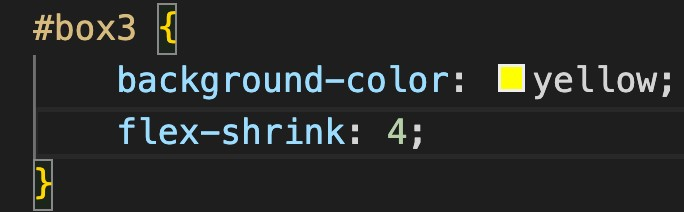 #box3 {
background-color: yellow;
flex-shrink: 4;
}